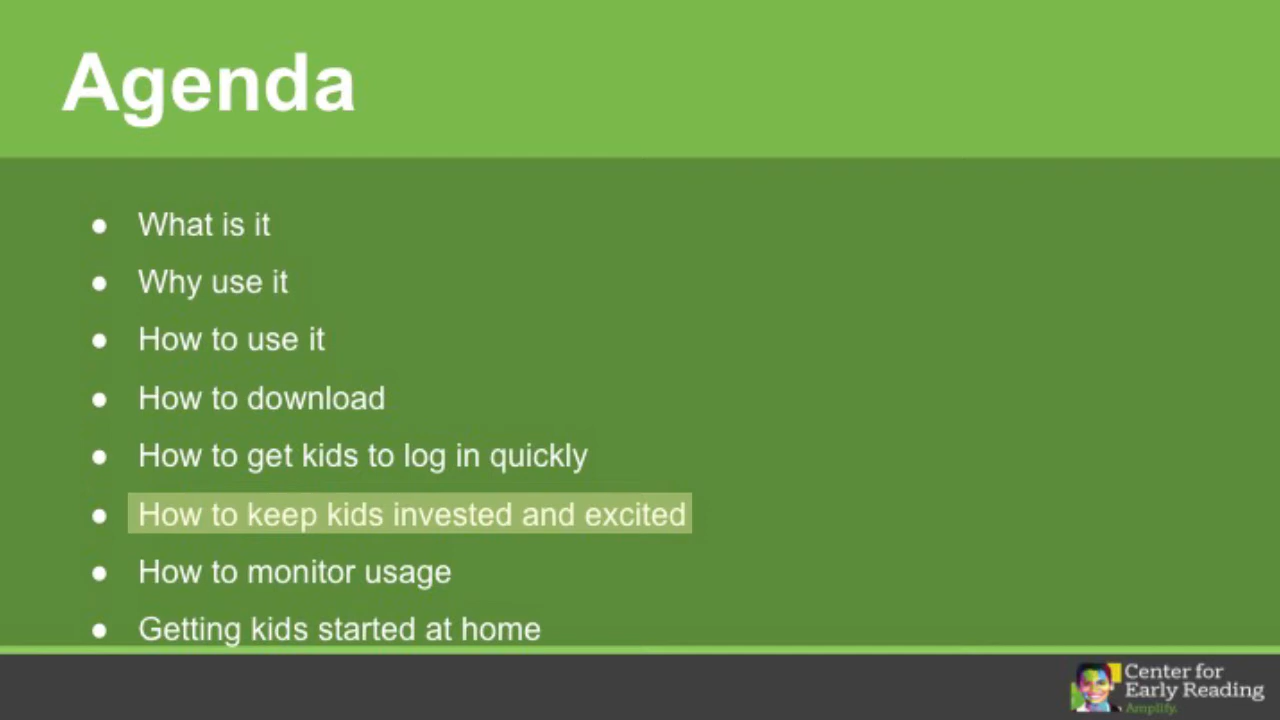 Agenda
● What is it
● Why use it
● How to use it
● How to download
● How to get kids to log in quickly
● How to keep kids invested and excited
● How to monitor usage
● Getting kids started at home
Center for
Early Reading
Amplify.